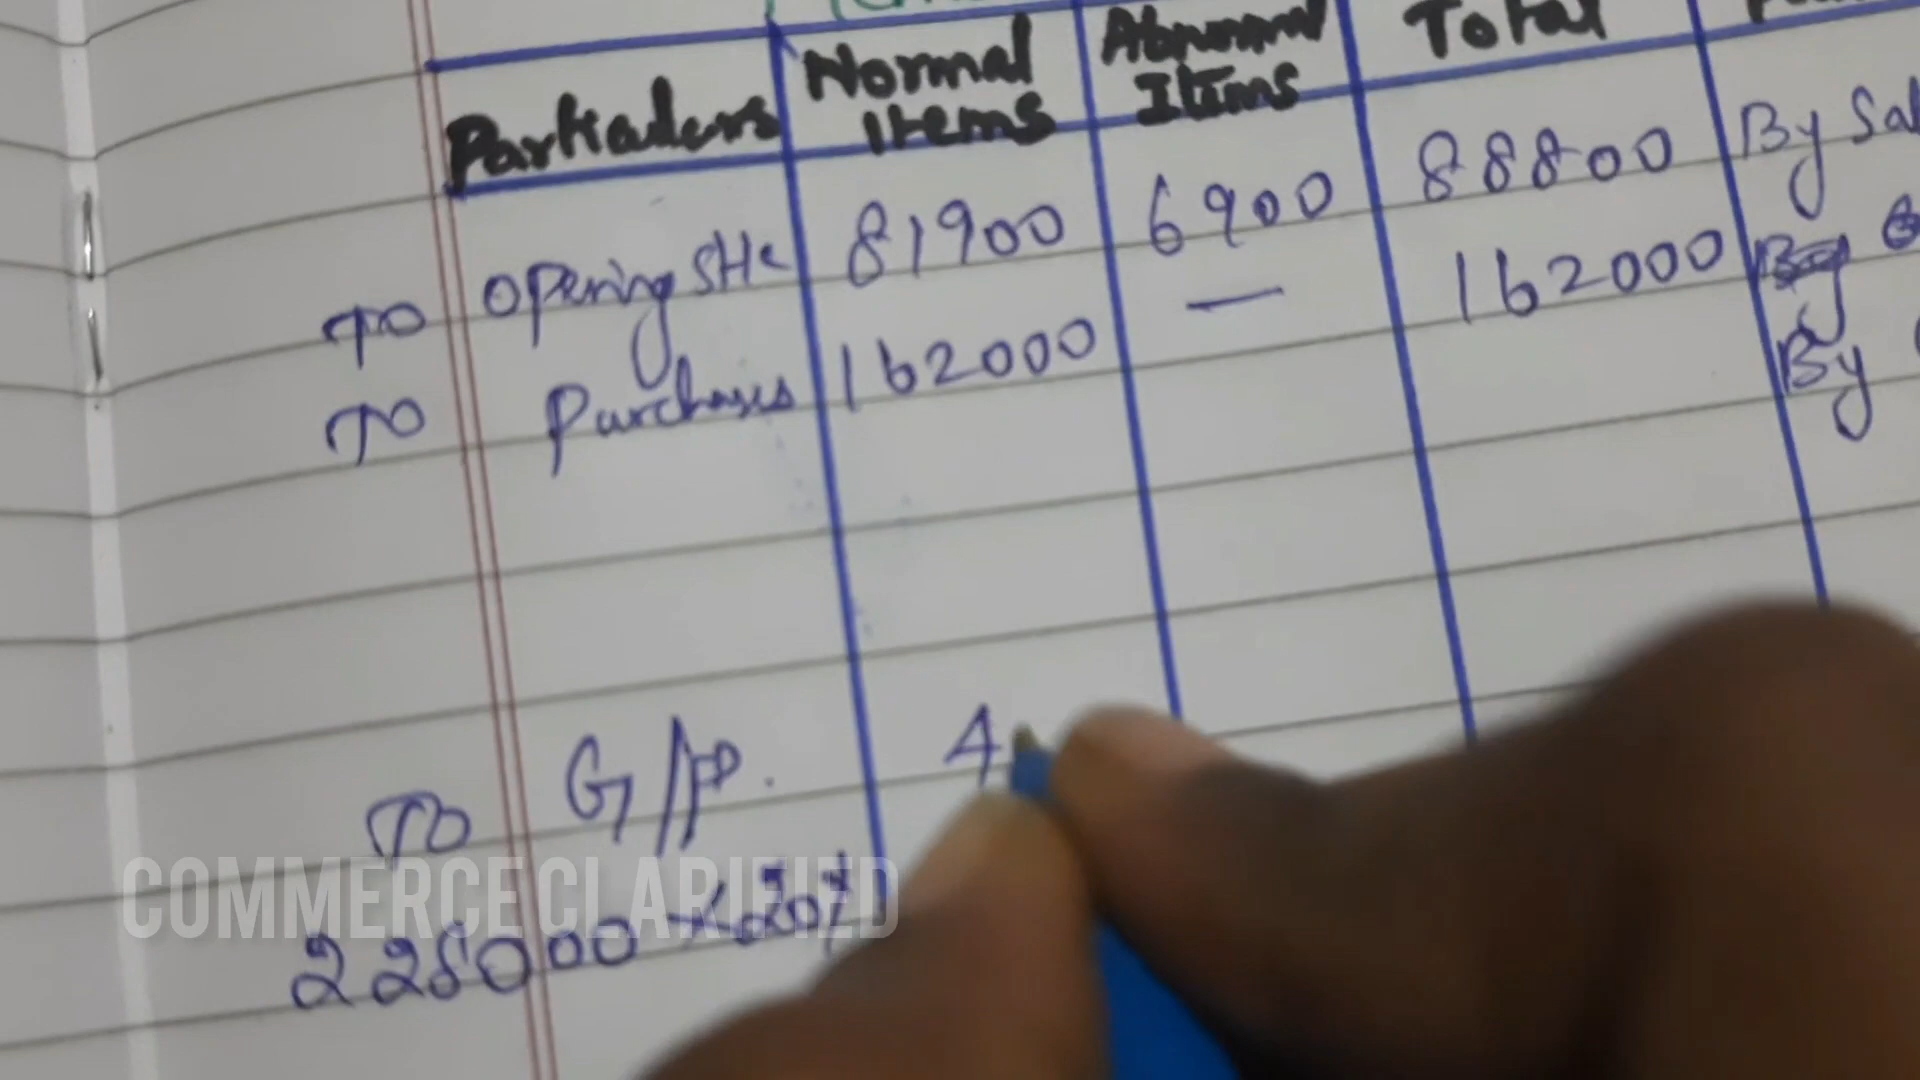 Particulars Normal Items Abnormal Items Total
To Opening Stk 81900 6900 88800 By Sal
To Purchases 162000 — 162000 By
By
To G/P. 4
COMMERCE CLARIFIED
228000 × 20%